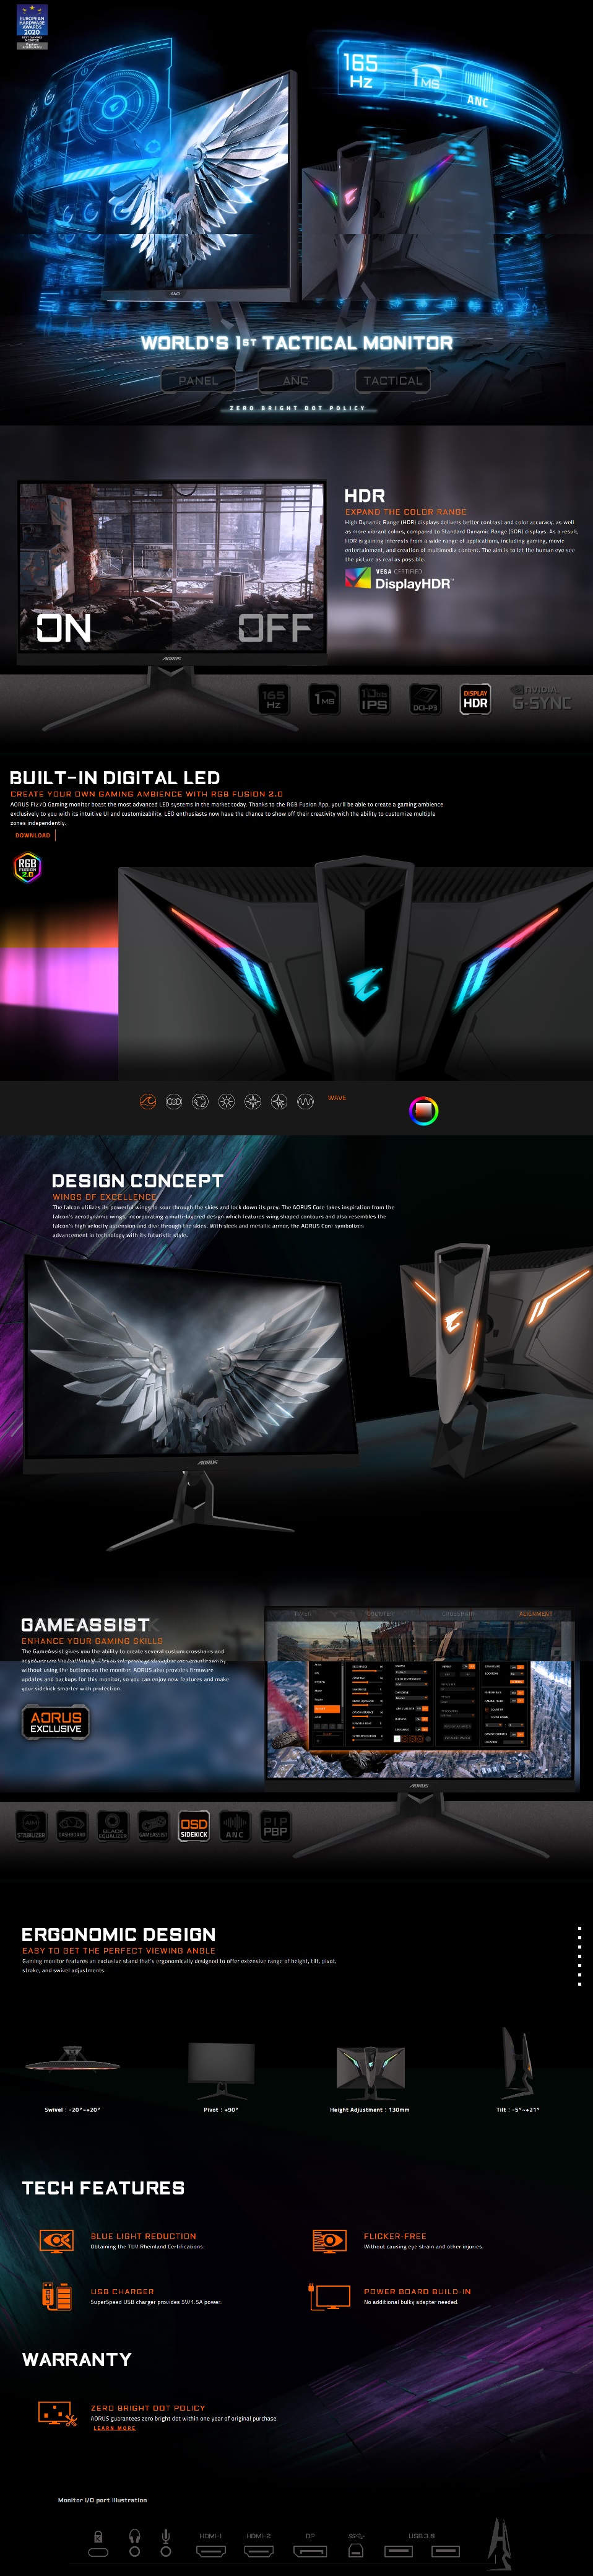 EUROPEAN
HARDWARE
AWARDS
2020
BEST GAMING
MONITOR
165
Hz
1MS
ANC
AORUS
WORLD'S 1ST TACTICAL MONITOR
PANEL
ANC
TACTICAL
ZERO BRIGHT DOT POLICY
HDR
EXPAND THE COLOR RANGE
High Dynamic Range (HDR) displays delivers better contrast and color accuracy, as well
as more vibrant colors, compared to Standard Dynamic Range (SDR) displays. As a result,
HDR is gaining interests from a wide range of applications, including gaming, movie
entertainment, and creation of multimedia content. The aim is to let the human eye see
the picture as real as possible.
VESA CERTIFIED
DisplayHDR™
ON
OFF
AORUS
165
Hz
1MS
10bits
IPS
DCI-P3
DISPLAY
HDR
NVIDIA
G-SYNC
BUILT-IN DIGITAL LED
CREATE YOUR OWN GAMING AMBIENCE WITH RGB FUSION 2.0
AORUS FI27Q Gaming monitor boast the most advanced LED systems in the market today. Thanks to the RGB Fusion App, you'll be able to create a gaming ambience
exclusively to you with its intuitive UI and customizability. LED enthusiasts now have the chance to show off their creativity with the ability to customize multiple
zones independently.
DOWNLOAD
RGB
FUSION
2.0
WAVE
DESIGN CONCEPT
WINGS OF EXCELLENCE
The falcon utilizes its powerful wings to soar through the skies and lock down its prey. The AORUS Core takes inspiration from the
falcon's aerodynamic wings, incorporating a multi-layered design which features wing shaped contours and also resembles the
falcon's high velocity ascension and dive through the skies. With sleek and metallic armor, the AORUS Core symbolizes
advancement in technology with its futuristic style.
AORUS
GAMEASSIST
ENHANCE YOUR GAMING SKILLS
The GameAssist gives you the ability to create several custom crosshairs and
without using the buttons on the monitor. AORUS also provides firmware
updates and backups for this monitor, so you can enjoy new features and make
your sidekick smarter with protection.
AORUS
EXCLUSIVE
TIMER
COUNTER
CROSSHAIR
ALIGNMENT
AORUS
AIM
STABILIZER
DASHBOARD
BLACK
EQUALIZER
GAMEASSIST
OSD
SIDEKICK
ANC
PIP
PBP
ERGONOMIC DESIGN
EASY TO GET THE PERFECT VIEWING ANGLE
Gaming monitor features an exclusive stand that's ergonomically designed to offer extensive range of height, tilt, pivot,
stroke, and swivel adjustments.
Swivel : -20°~+20°
Pivot : +90°
Height Adjustment : 130mm
Tilt : -5°~+21°
TECH FEATURES
BLUE LIGHT REDUCTION
Obtaining the TUV Rheinland Certifications.
FLICKER-FREE
Without causing eye strain and other injuries.
USB CHARGER
SuperSpeed USB charger provides 5V/1.5A power.
POWER BOARD BUILD-IN
No additional bulky adapter needed.
WARRANTY
ZERO BRIGHT DOT POLICY
AORUS guarantees zero bright dot within one year of original purchase.
LEARN MORE
Monitor I/O port illustration
HDMI-1
HDMI-2
DP
USB 3.0